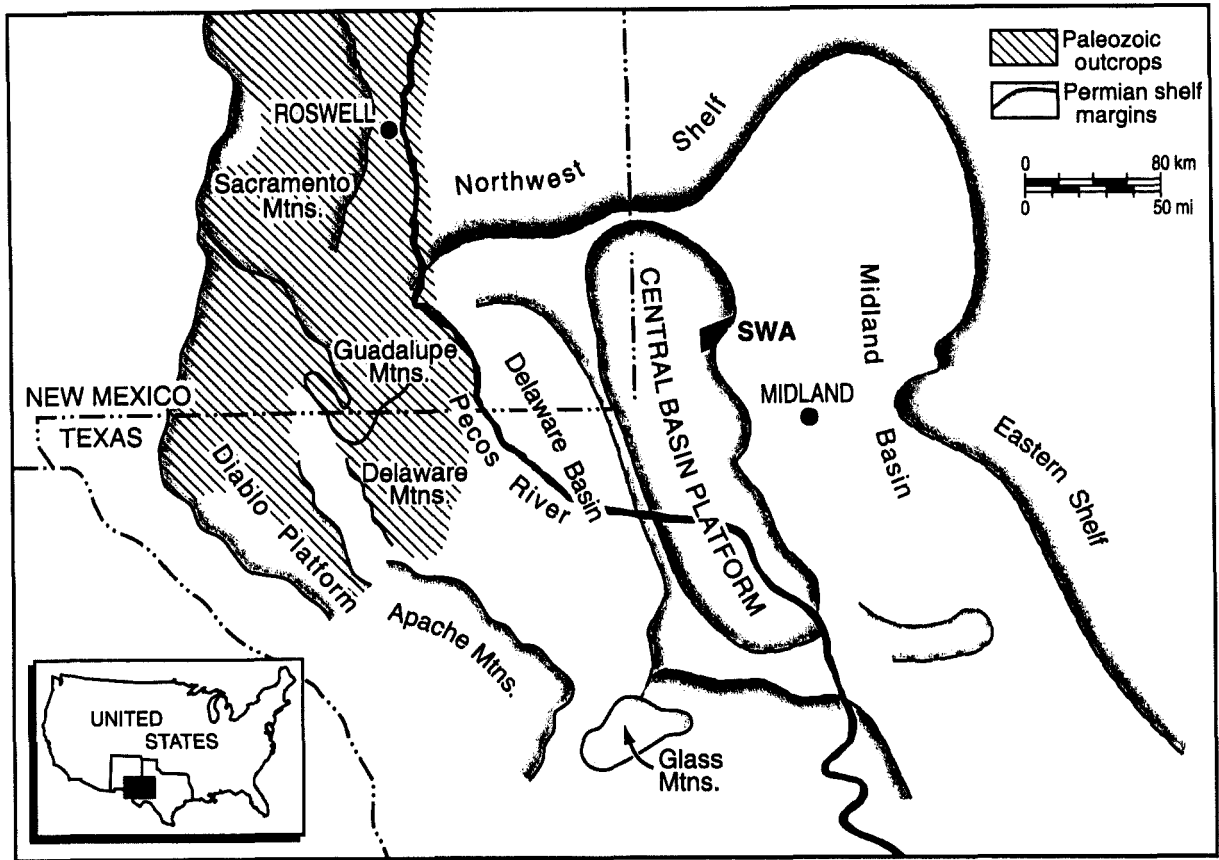 Paleozoic
outcrops
Permian shelf
margins
0 80 km
0 50 mi
ROSWELL
Sacramento
Mtns.
Northwest Shelf
Guadalupe
Mtns.
NEW MEXICO
TEXAS
Diablo Platform
Delaware
Mtns.
Pecos River
Delaware Basin
CENTRAL BASIN PLATFORM
SWA
MIDLAND
Midland Basin
Eastern Shelf
Apache Mtns.
Glass
Mtns.
UNITED
STATES